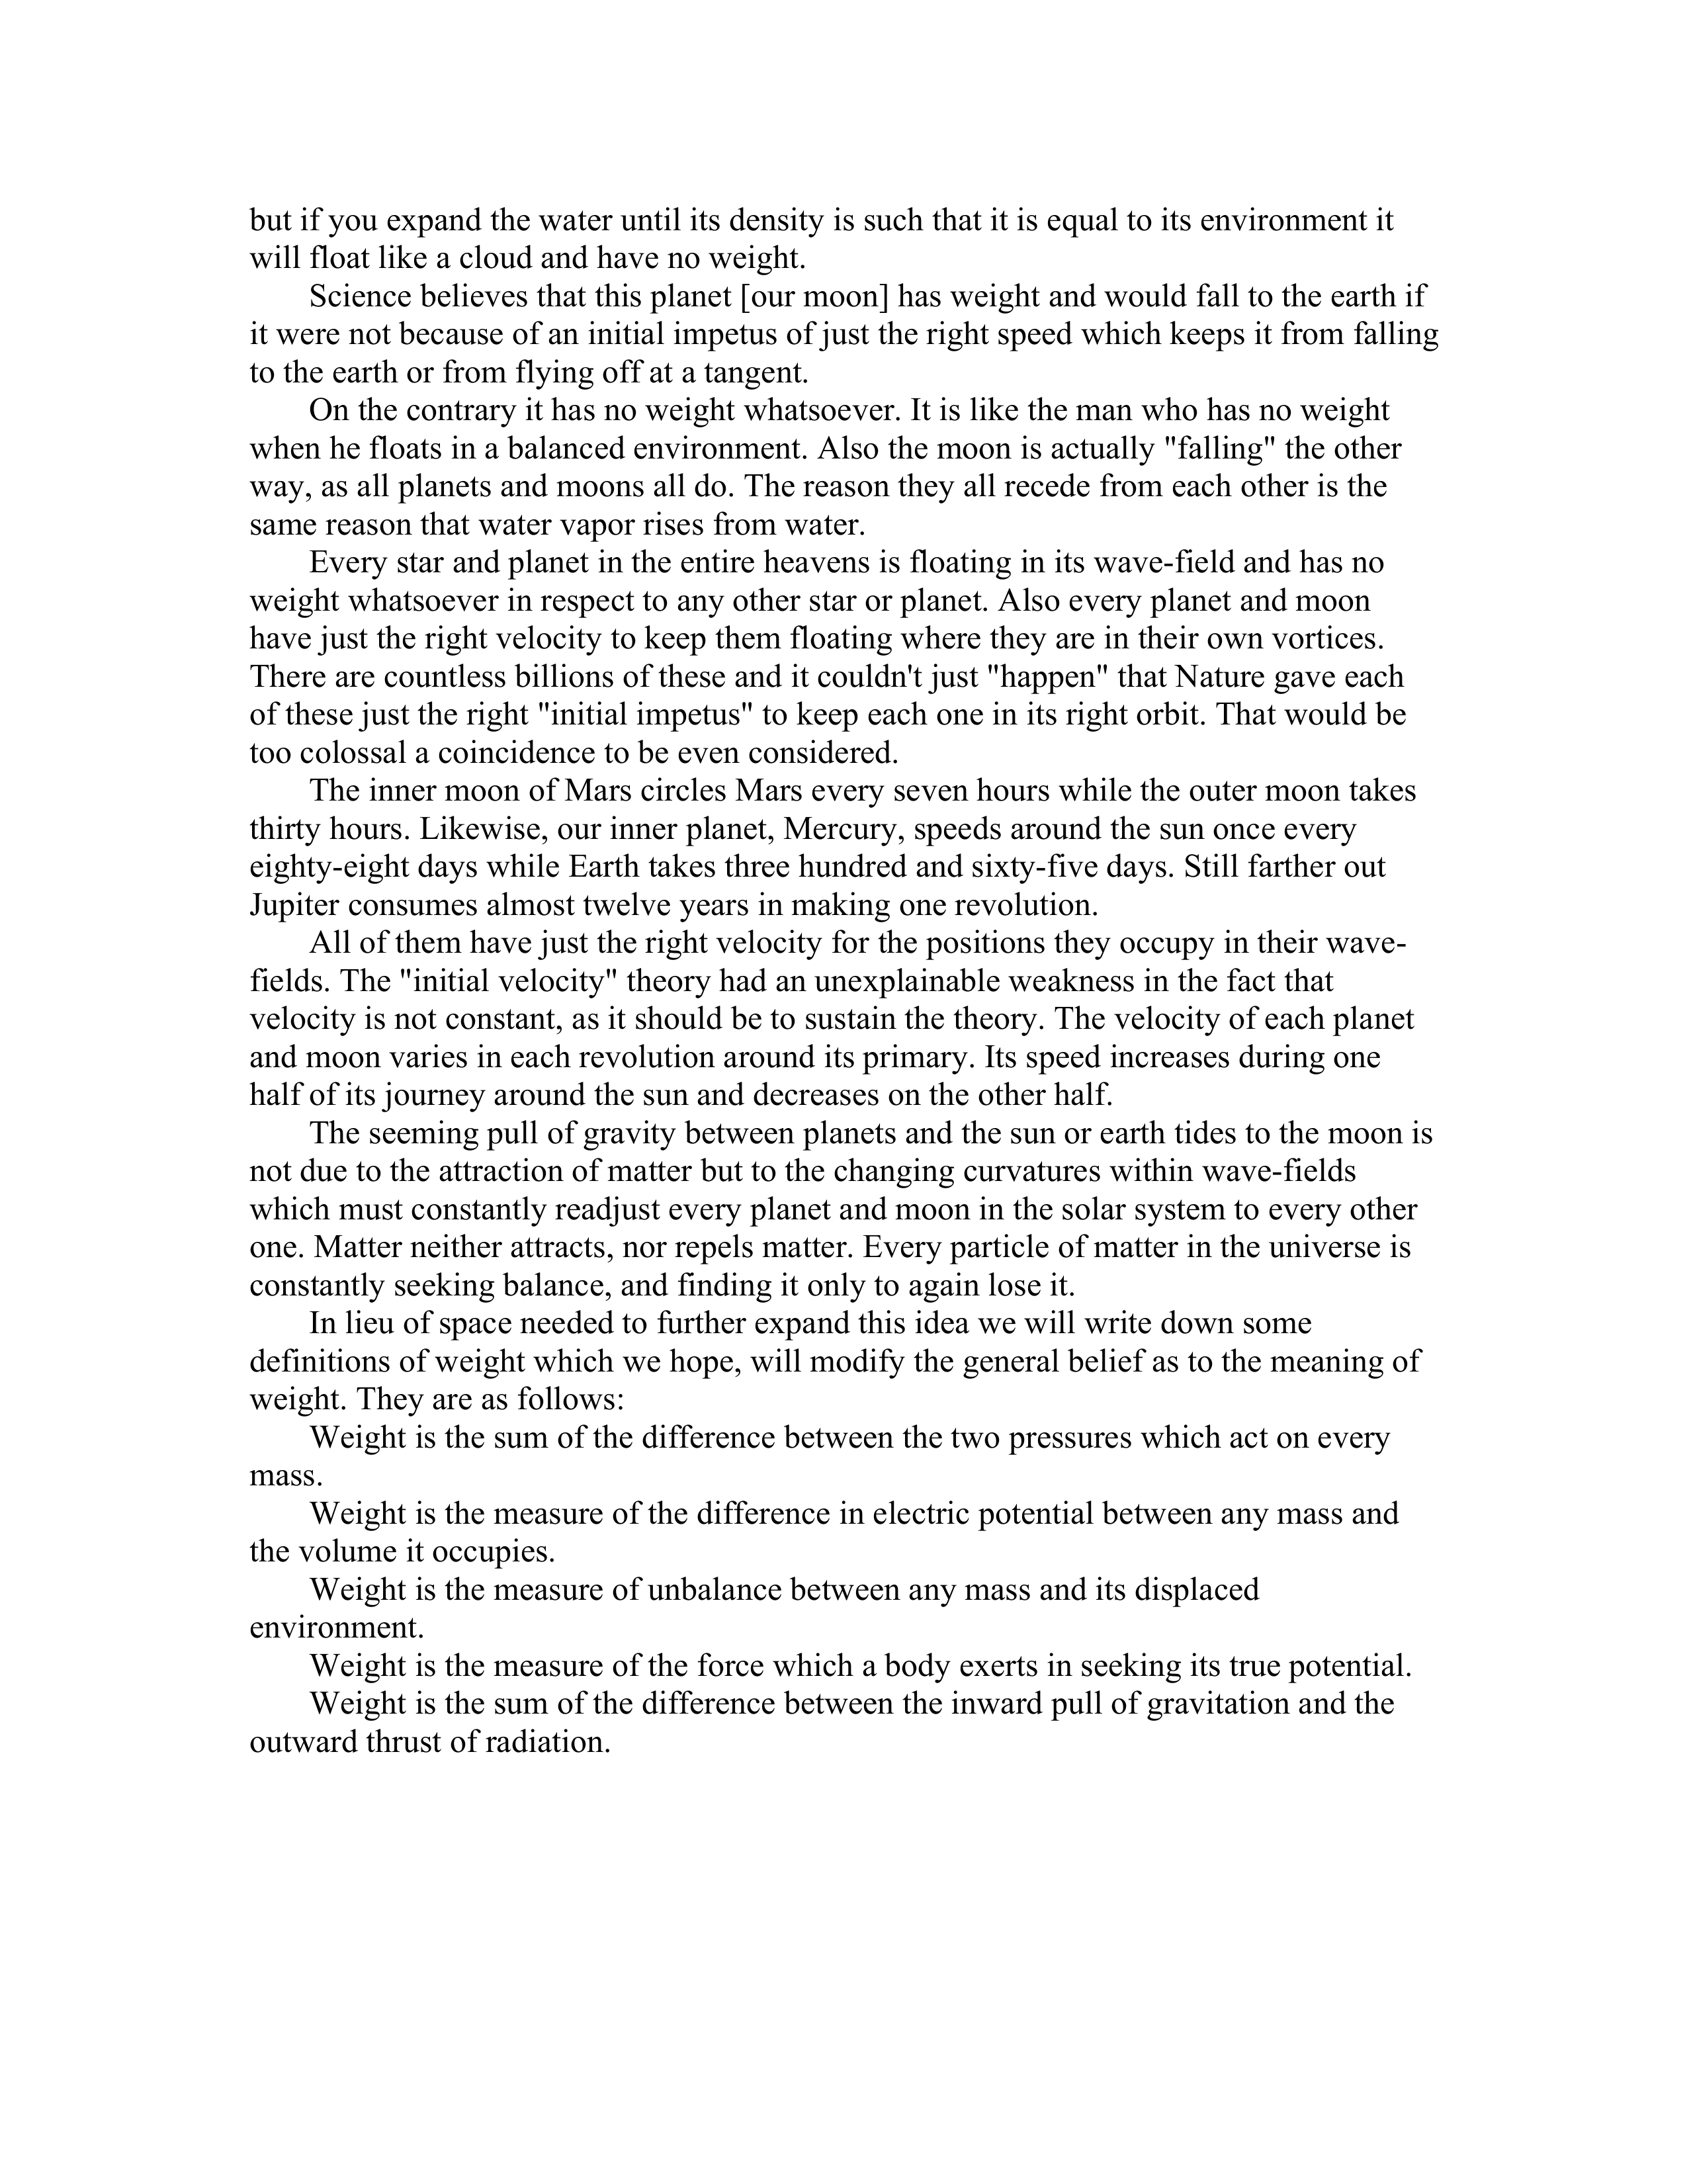 but if you expand the water until its density is such that it is equal to its environment it
will float like a cloud and have no weight.
Science believes that this planet [our moon] has weight and would fall to the earth if
it were not because of an initial impetus of just the right speed which keeps it from falling
to the earth or from flying off at a tangent.
On the contrary it has no weight whatsoever. It is like the man who has no weight
when he floats in a balanced environment. Also the moon is actually "falling" the other
way, as all planets and moons all do. The reason they all recede from each other is the
same reason that water vapor rises from water.
Every star and planet in the entire heavens is floating in its wave-field and has no
weight whatsoever in respect to any other star or planet. Also every planet and moon
have just the right velocity to keep them floating where they are in their own vortices.
There are countless billions of these and it couldn't just "happen" that Nature gave each
of these just the right "initial impetus" to keep each one in its right orbit. That would be
too colossal a coincidence to be even considered.
The inner moon of Mars circles Mars every seven hours while the outer moon takes
thirty hours. Likewise, our inner planet, Mercury, speeds around the sun once every
eighty-eight days while Earth takes three hundred and sixty-five days. Still farther out
Jupiter consumes almost twelve years in making one revolution.
All of them have just the right velocity for the positions they occupy in their wave-
fields. The "initial velocity" theory had an unexplainable weakness in the fact that
velocity is not constant, as it should be to sustain the theory. The velocity of each planet
and moon varies in each revolution around its primary. Its speed increases during one
half of its journey around the sun and decreases on the other half.
The seeming pull of gravity between planets and the sun or earth tides to the moon is
not due to the attraction of matter but to the changing curvatures within wave-fields
which must constantly readjust every planet and moon in the solar system to every other
one. Matter neither attracts, nor repels matter. Every particle of matter in the universe is
constantly seeking balance, and finding it only to again lose it.
In lieu of space needed to further expand this idea we will write down some
definitions of weight which we hope, will modify the general belief as to the meaning of
weight. They are as follows:
Weight is the sum of the difference between the two pressures which act on every
mass.
Weight is the measure of the difference in electric potential between any mass and
the volume it occupies.
Weight is the measure of unbalance between any mass and its displaced
environment.
Weight is the measure of the force which a body exerts in seeking its true potential.
Weight is the sum of the difference between the inward pull of gravitation and the
outward thrust of radiation.